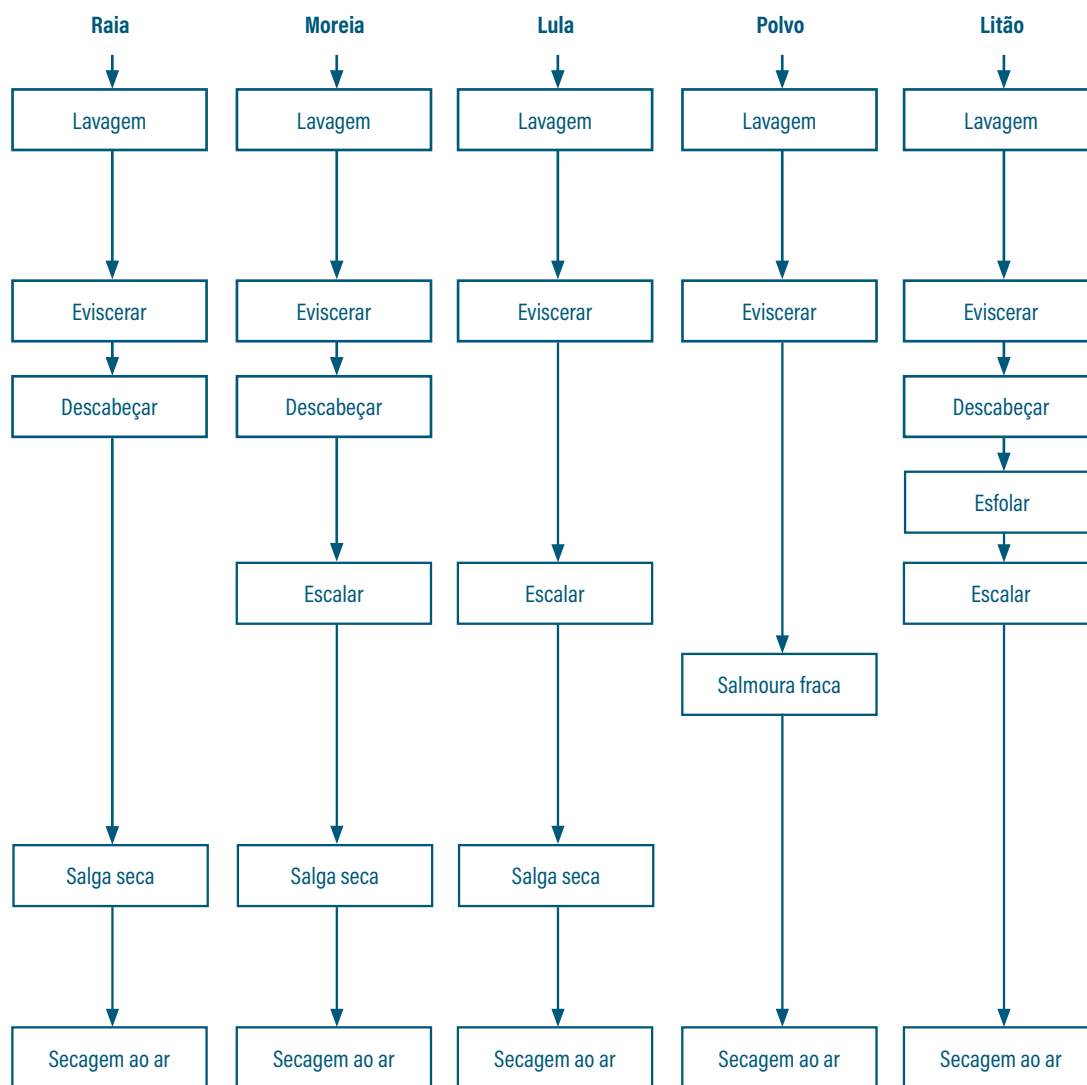 Raia
Moreia
Lula
Polvo
Litão
Lavagem
Lavagem
Lavagem
Lavagem
Lavagem
Eviscerar
Eviscerar
Eviscerar
Eviscerar
Eviscerar
Descabeçar
Descabeçar
Descabeçar
Esfolar
Escalar
Escalar
Escalar
Salmoura fraca
Salga seca
Salga seca
Salga seca
Secagem ao ar
Secagem ao ar
Secagem ao ar
Secagem ao ar
Secagem ao ar